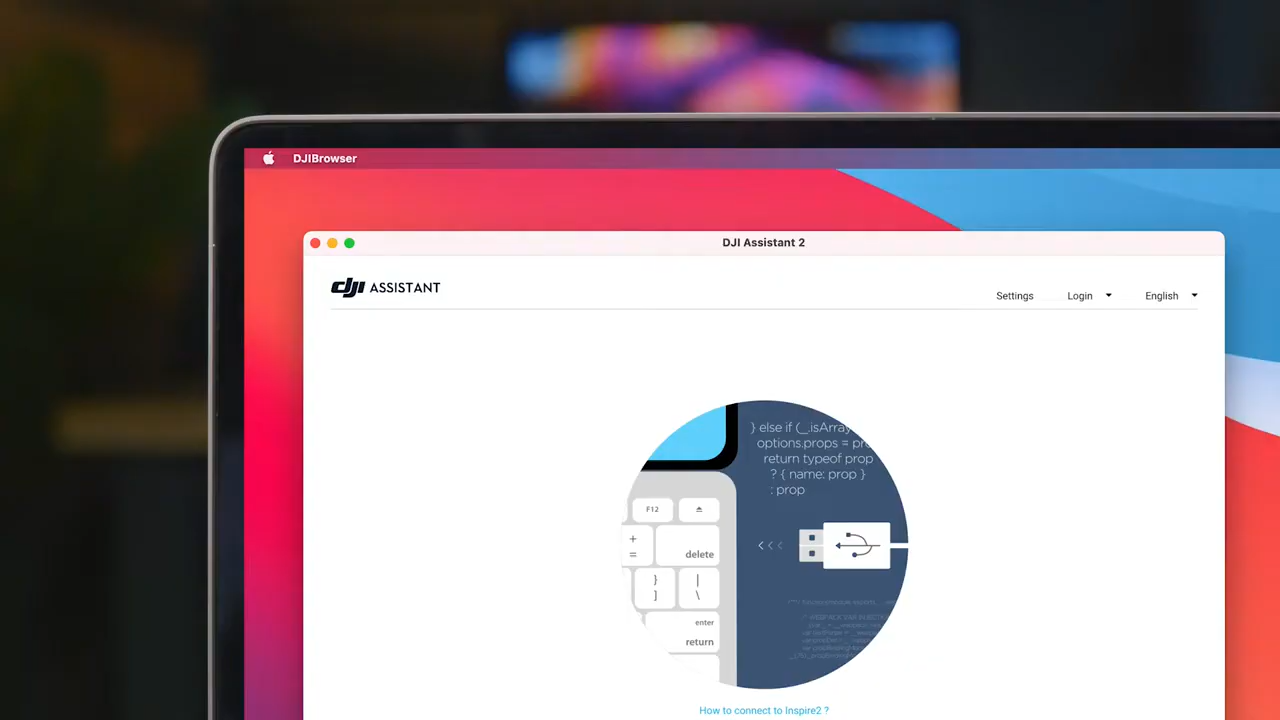 DJIBrowser
DJI Assistant 2
dji ASSISTANT
Settings
Login
English
} else if (_.isArray
options.props = pr
return typeof prop
? { name: prop }
: prop
F12
+
=
delete
}
]
|
\
enter
return
How to connect to Inspire2 ?